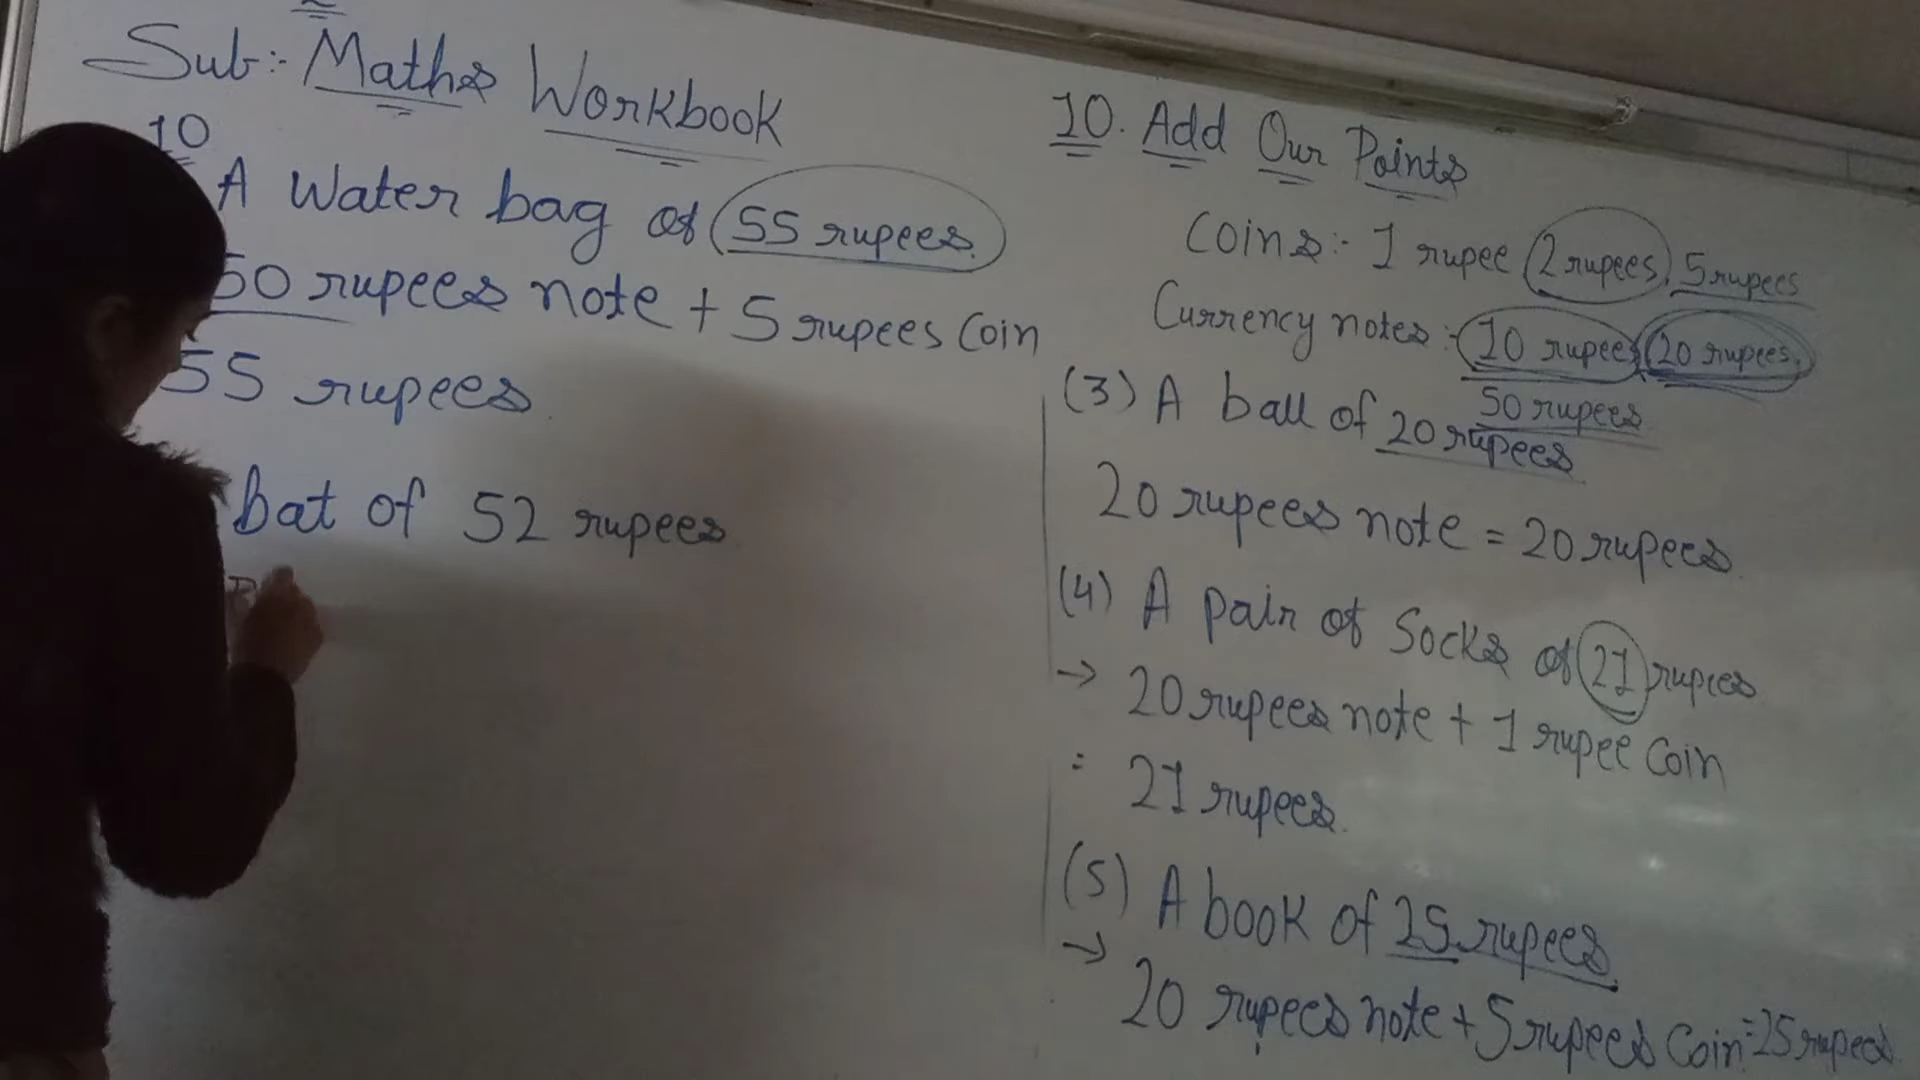 Sub:- Maths Workbook
10
A Water bag of 55 rupees.
50 rupees note + 5 rupees Coin
55 rupees
bat of 52 rupees
10. Add Our Points
Coins:- 1 rupee 2 rupees, 5 rupees
Currency notes:- 10 rupees, 20 rupees,
50 rupees
(3) A ball of 20 rupees
20 rupees note = 20 rupees
(4) A pair of Socks of 21 rupees
→ 20 rupees note + 1 rupee Coin
= 21 rupees.
(5) A book of 25 rupees
→ 20 rupees note + 5 rupees Coin = 25 rupees